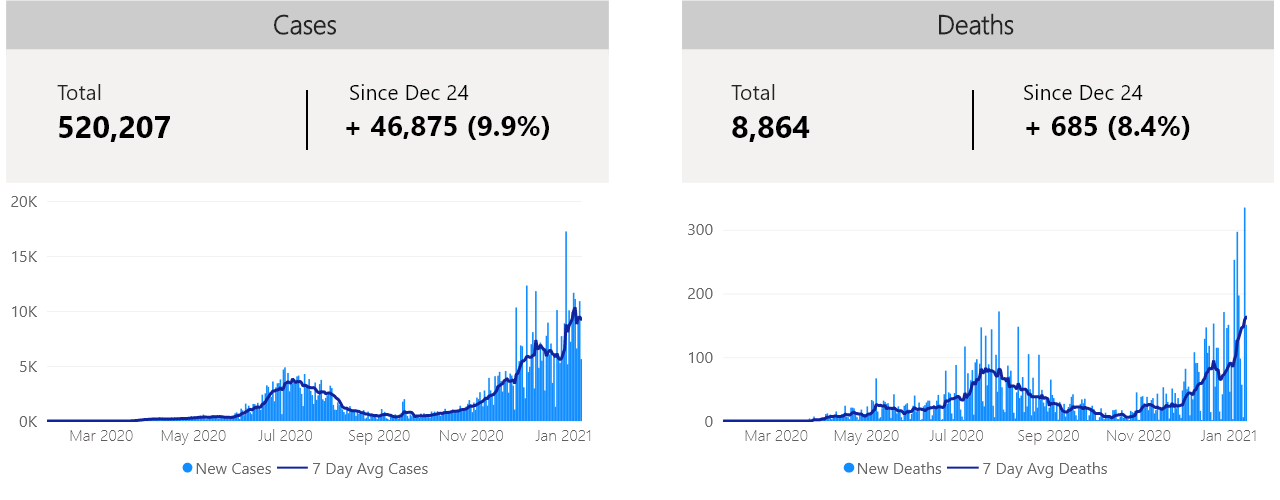 Cases
Total
520,207
Since Dec 24
+ 46,875 (9.9%)
20K
15K
10K
5K
0K
Mar 2020 May 2020 Jul 2020 Sep 2020 Nov 2020 Jan 2021
New Cases 7 Day Avg Cases
Deaths
Total
8,864
Since Dec 24
+ 685 (8.4%)
300
200
100
0
Mar 2020 May 2020 Jul 2020 Sep 2020 Nov 2020 Jan 2021
New Deaths 7 Day Avg Deaths